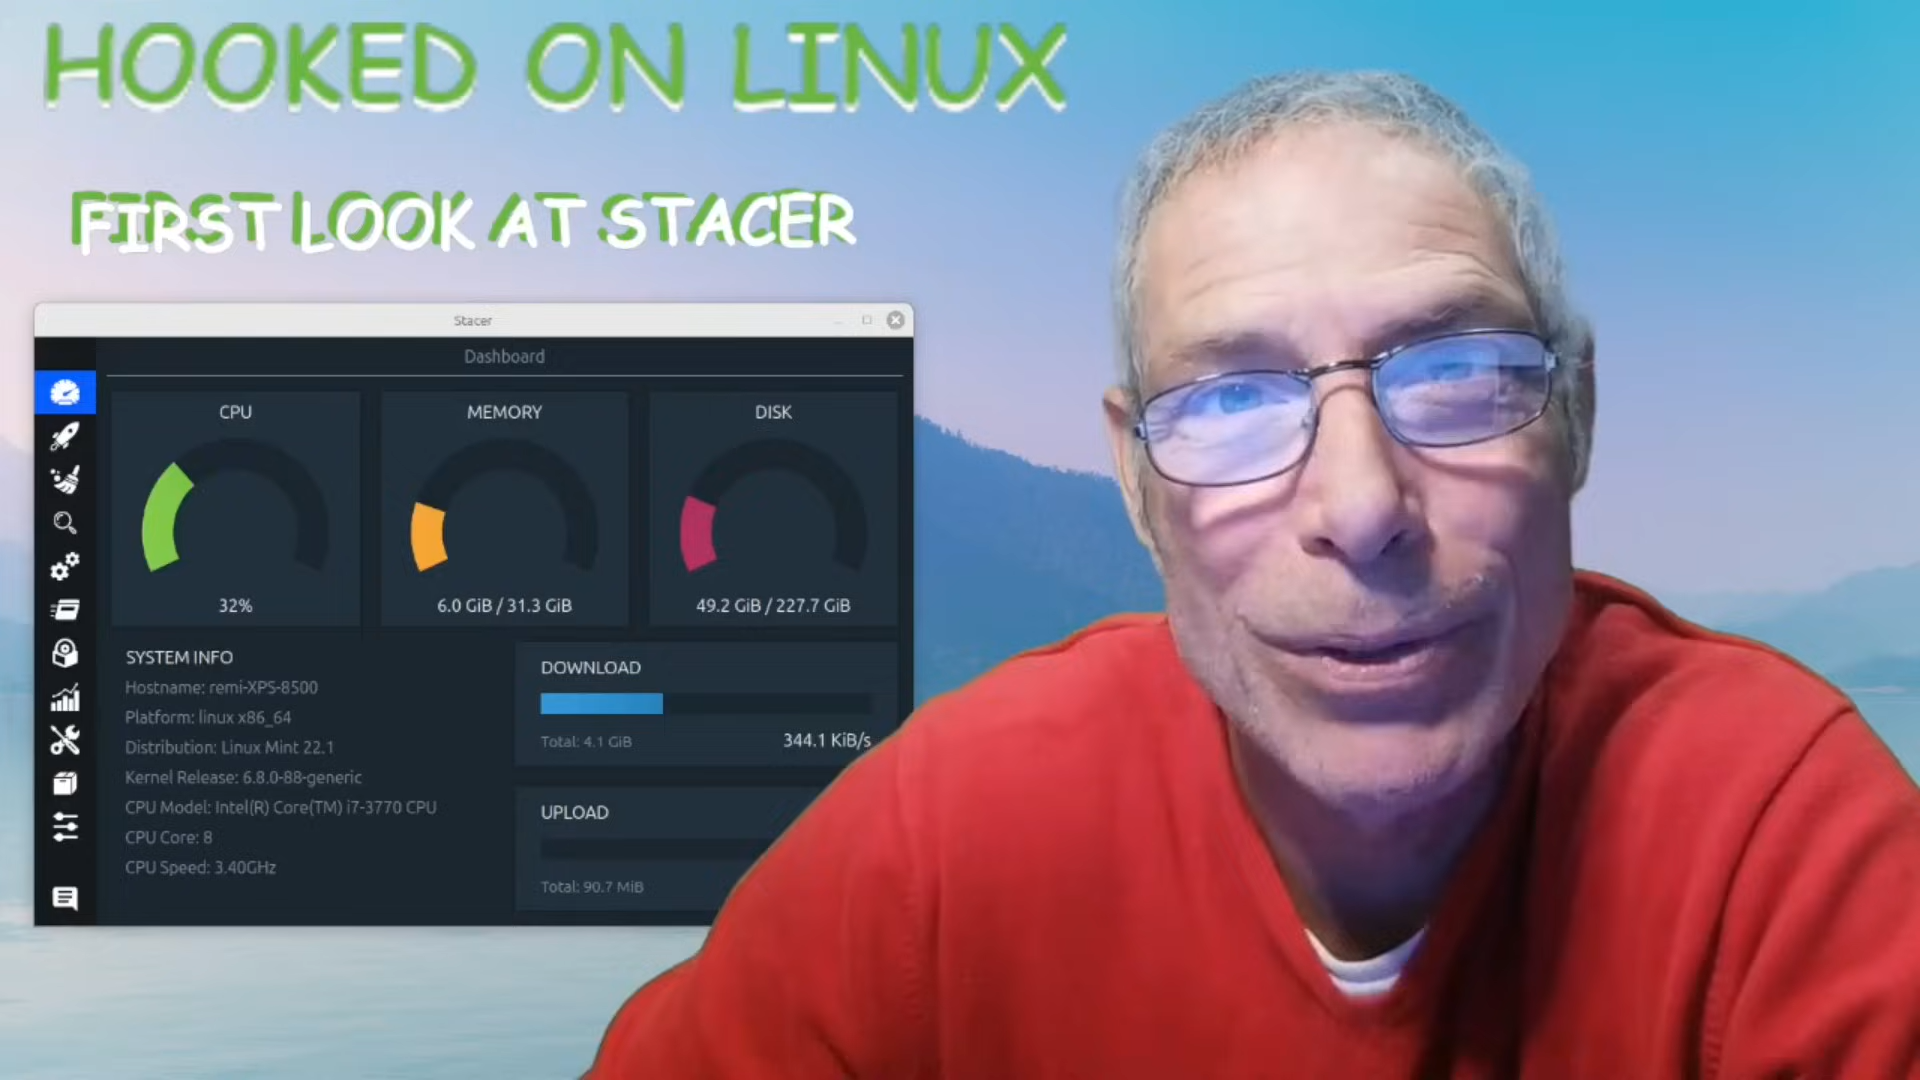 HOOKED ON LINUX
FIRST LOOK AT STACER
Stacer
Dashboard
CPU
MEMORY
DISK
32%
6.0 GiB / 31.3 GiB
49.2 GiB / 227.7 GiB
SYSTEM INFO
Hostname: remi-XPS-8500
Platform: linux x86_64
Distribution: Linux Mint 22.1
Kernel Release: 6.8.0-88-generic
CPU Model: Intel(R) Core(TM) i7-3770 CPU
CPU Core: 8
CPU Speed: 3.40GHz
DOWNLOAD
Total: 4.1 GiB
344.1 KiB/s
UPLOAD
Total: 90.7 MiB